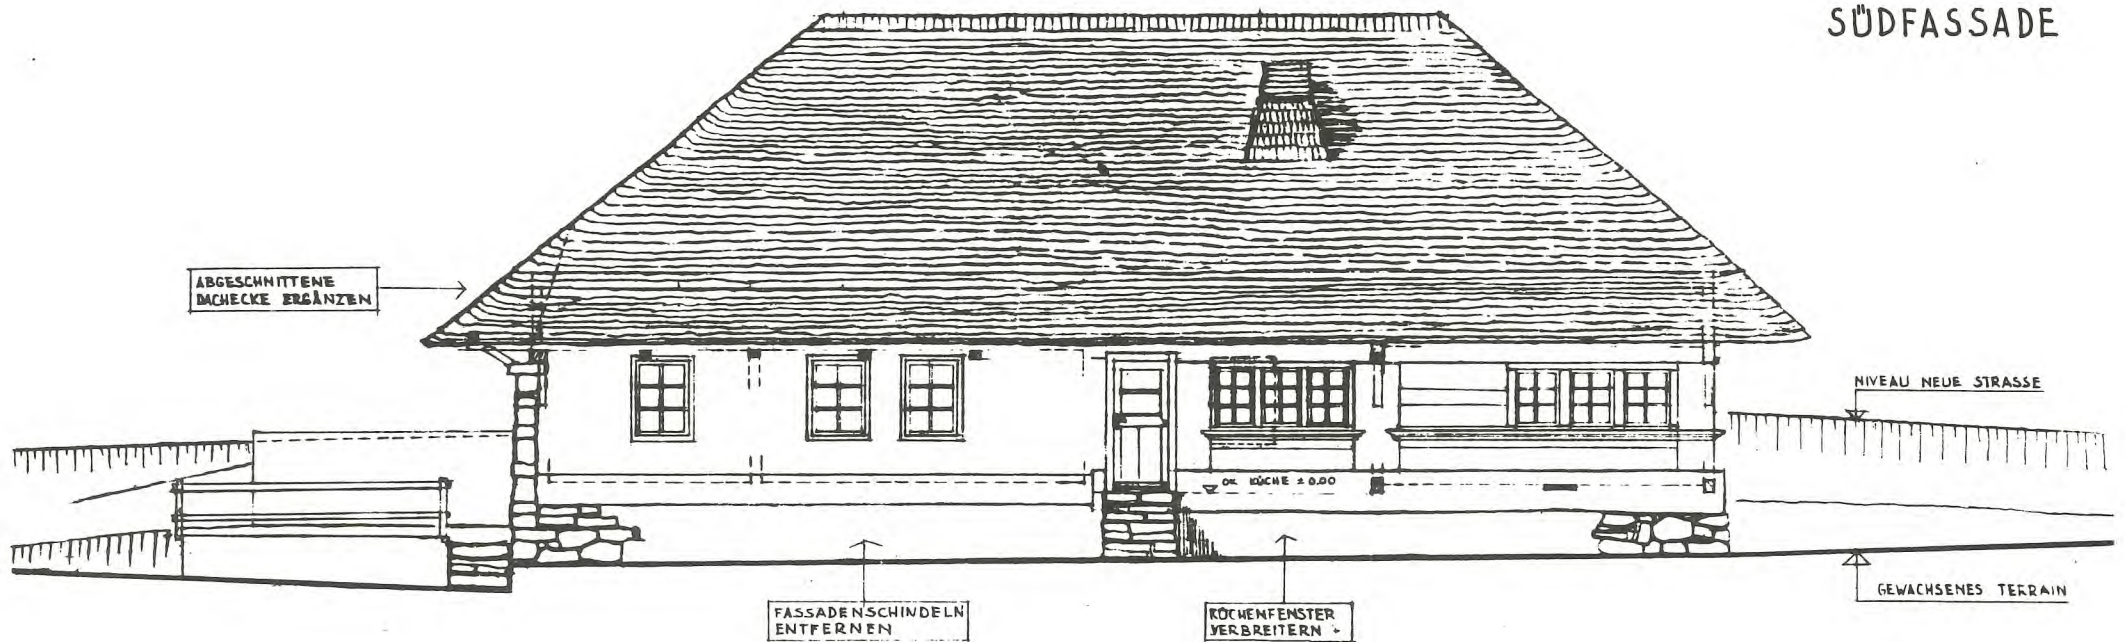 SÜDFASSADE
ABGESCHNITTENE
DACHECKE ERGÄNZEN
NIVEAU NEUE STRASSE
OK KÜCHE ± 0.00
GEWACHSENES TERRAIN
FASSADENSCHINDELN
ENTFERNEN
KÜCHENFENSTER
VERBREITERN